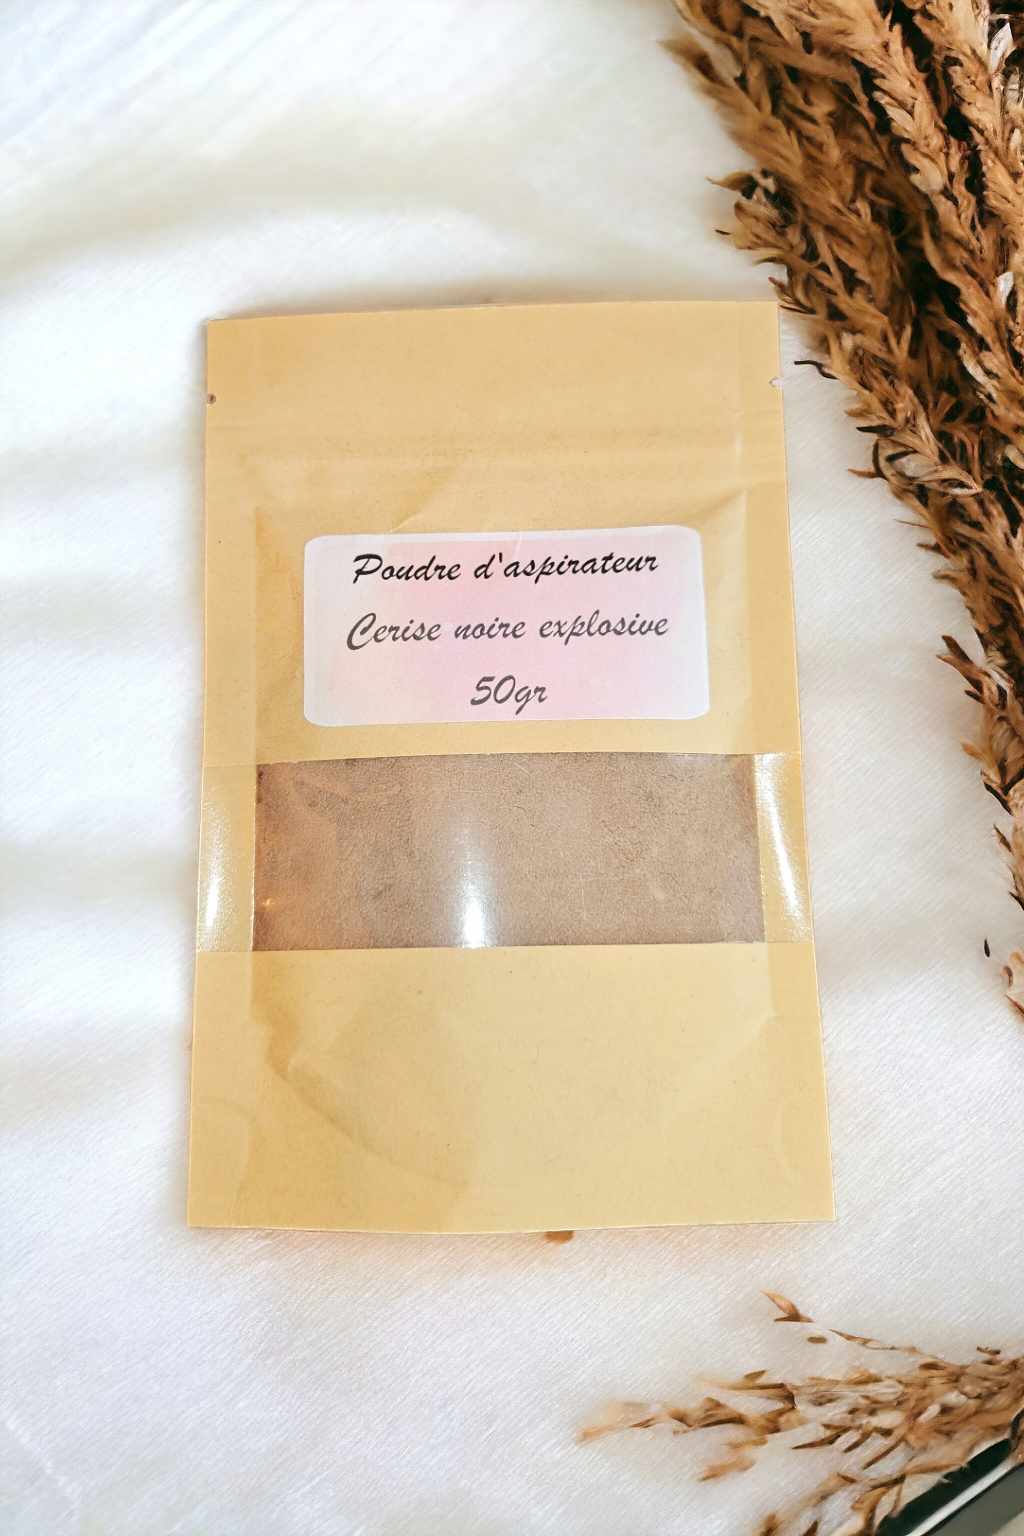 Poudre d'aspirateur
Cerise noire explosive
50gr